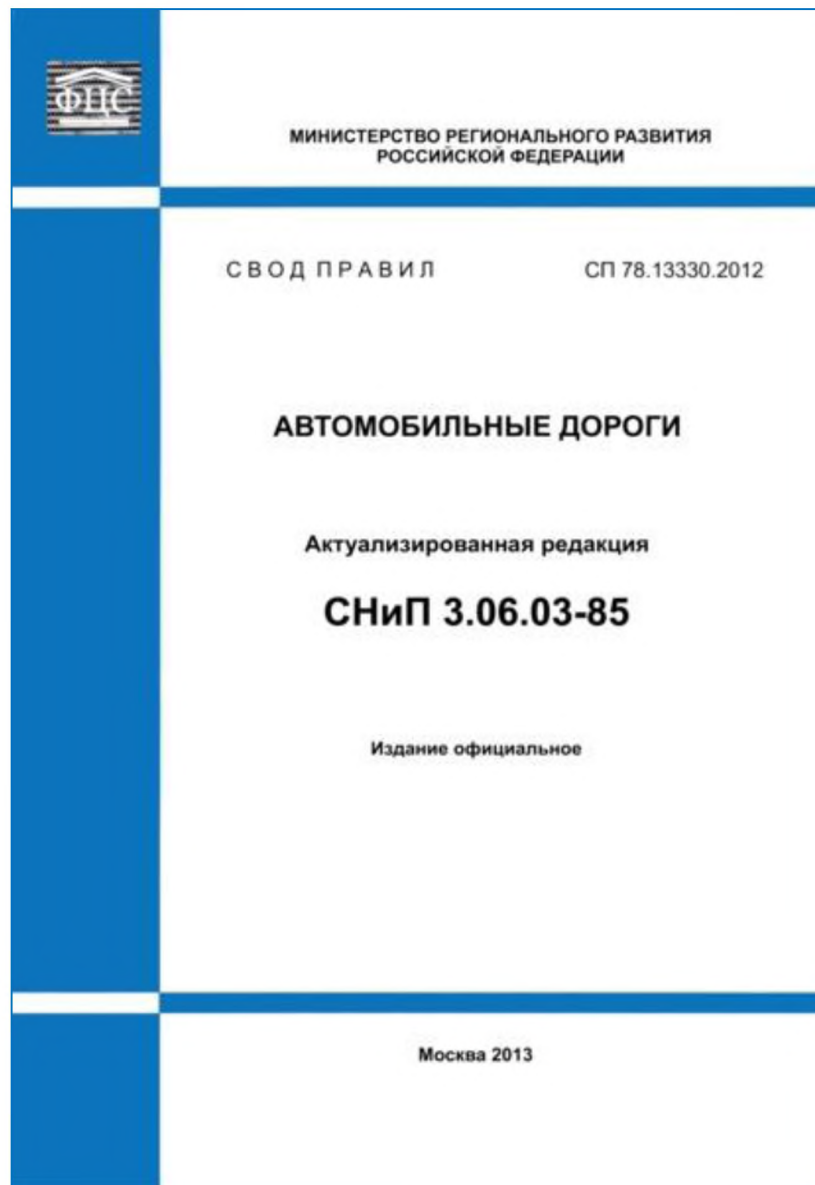 ФЦС
МИНИСТЕРСТВО РЕГИОНАЛЬНОГО РАЗВИТИЯ
РОССИЙСКОЙ ФЕДЕРАЦИИ
СВОД ПРАВИЛ СП 78.13330.2012
АВТОМОБИЛЬНЫЕ ДОРОГИ
Актуализированная редакция
СНиП 3.06.03-85
Издание официальное
Москва 2013